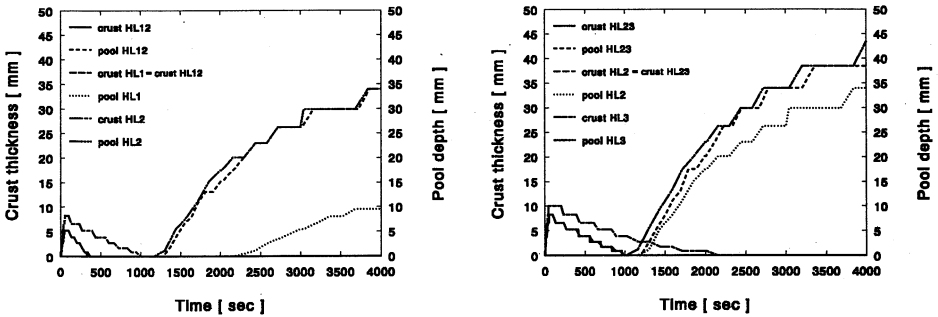 50
45
40
35
30
25
20
15
10
5
0
Crust thickness [ mm ]
crust HL12
pool HL12
crust HL1 = crust HL12
pool HL1
crust HL2
pool HL2
50
45
40
35
30
25
20
15
10
5
0
Pool depth [ mm ]
0 500 1000 1500 2000 2500 3000 3500 4000
Time [ sec ]
50
45
40
35
30
25
20
15
10
5
0
Crust thickness [ mm ]
crust HL23
pool HL23
crust HL2 = crust HL23
pool HL2
crust HL3
pool HL3
50
45
40
35
30
25
20
15
10
5
0
Pool depth [ mm ]
0 500 1000 1500 2000 2500 3000 3500 4000
Time [ sec ]